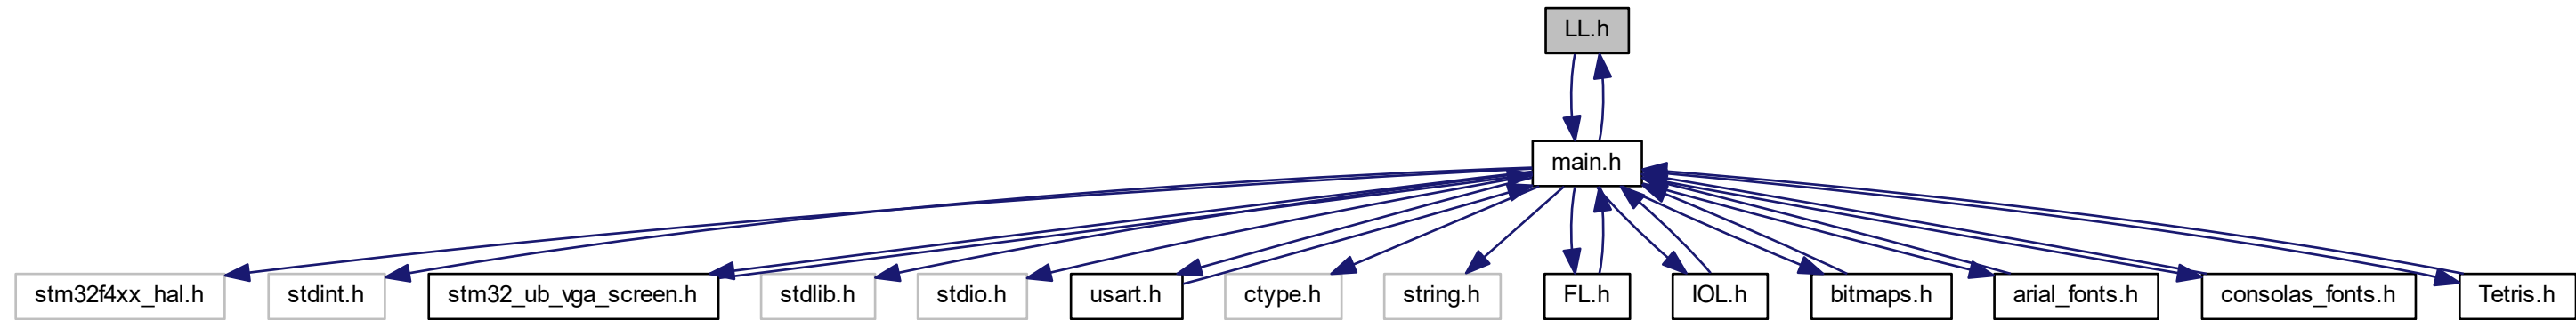 LL.h
main.h
stm32f4xx_hal.h
stdint.h
stm32_ub_vga_screen.h
stdlib.h
stdio.h
usart.h
ctype.h
string.h
FL.h
IOL.h
bitmaps.h
arial_fonts.h
consolas_fonts.h
Tetris.h